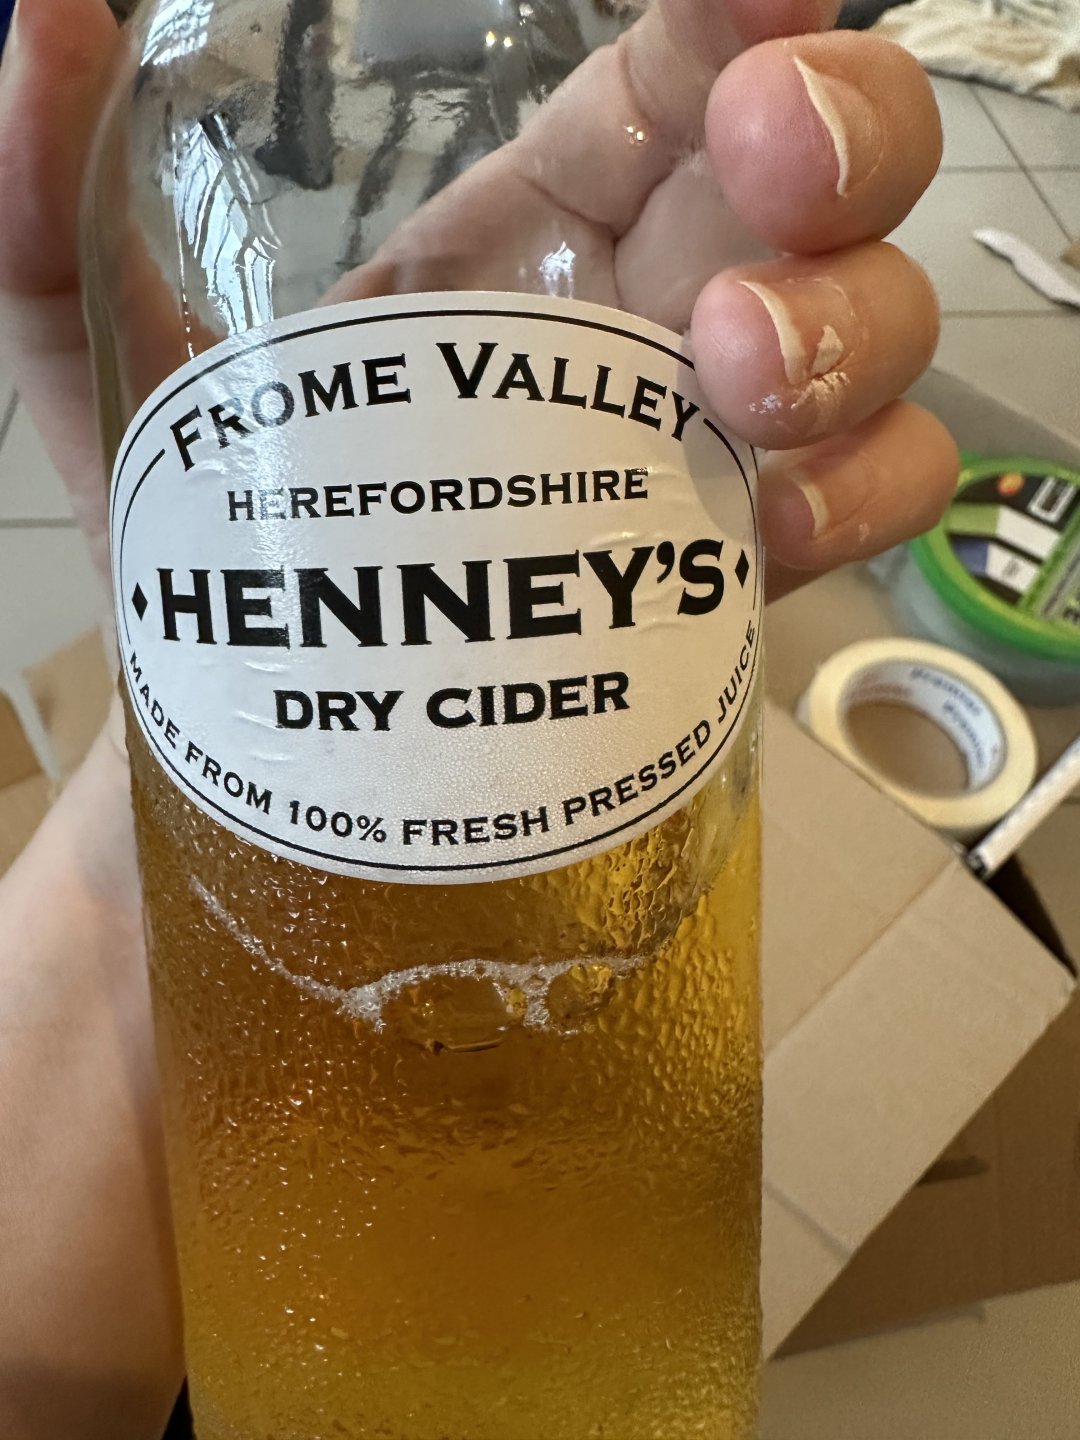 FROME VALLEY
HEREFORDSHIRE
HENNEY'S
DRY CIDER
MADE FROM 100% FRESH PRESSED JUICE